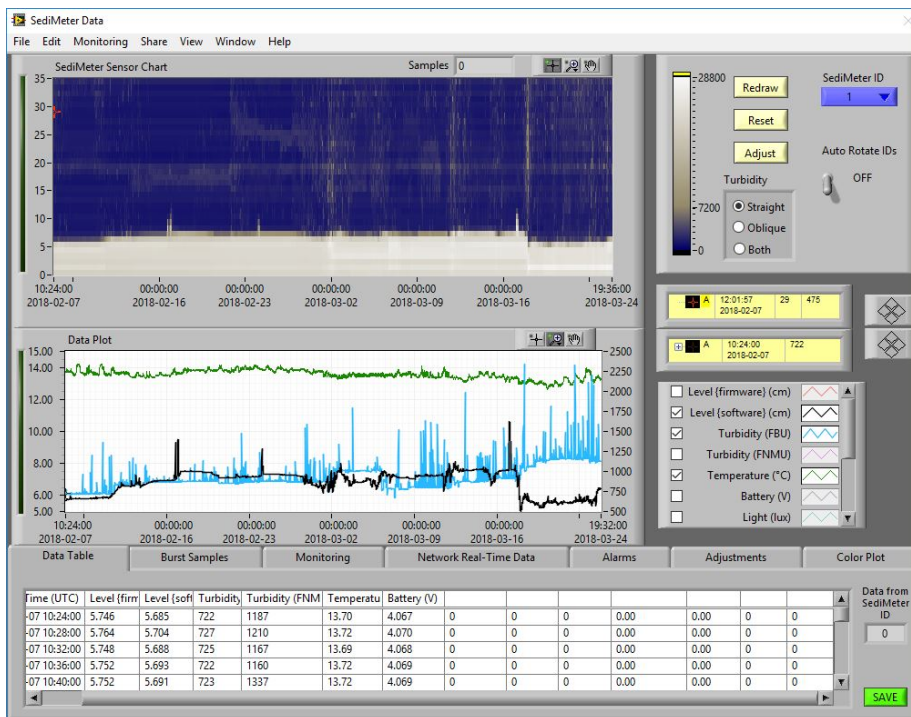 SediMeter Data
File Edit Monitoring Share View Window Help
SediMeter Sensor Chart Samples 0
35
30
25
20
15
10
5
0
10:24:00 00:00:00 00:00:00 00:00:00 00:00:00 00:00:00 19:36:00
2018-02-07 2018-02-16 2018-02-23 2018-03-02 2018-03-09 2018-03-16 2018-03-24
28800
7200
0
Redraw
Reset
Adjust
Turbidity
Straight
Oblique
Both
SediMeter ID
1
Auto Rotate IDs
OFF
A 12:01:57 29 475
2018-02-07
A 10:24:00 722
2018-02-07
Data Plot
15.00 2500
14.00 2250
12.00 2000
1750
10.00 1500
1250
8.00 1000
6.00 750
5.00 500
10:24:00 00:00:00 00:00:00 00:00:00 00:00:00 00:00:00 19:32:00
2018-02-07 2018-02-16 2018-02-23 2018-03-02 2018-03-09 2018-03-16 2018-03-24
Level {firmware} (cm)
Level {software} (cm)
Turbidity (FBU)
Turbidity (FNMU)
Temperature (°C)
Battery (V)
Light (lux)
Data Table Burst Samples Monitoring Network Real-Time Data Alarms Adjustments Color Plot
Time (UTC) Level {firm Level {soft Turbidity Turbidity (FNM Temperatu Battery (V)
-07 10:24:00 5.746 5.685 722 1187 13.70 4.067 0 0 0 0.00 0.00 0 0
-07 10:28:00 5.764 5.704 727 1210 13.72 4.070 0 0 0 0.00 0.00 0 0
-07 10:32:00 5.748 5.688 725 1167 13.69 4.068 0 0 0 0.00 0.00 0 0
-07 10:36:00 5.752 5.693 722 1160 13.72 4.069 0 0 0 0.00 0.00 0 0
-07 10:40:00 5.752 5.691 723 1337 13.72 4.069 0 0 0 0.00 0.00 0 0
Data from
SediMeter
ID
0
SAVE